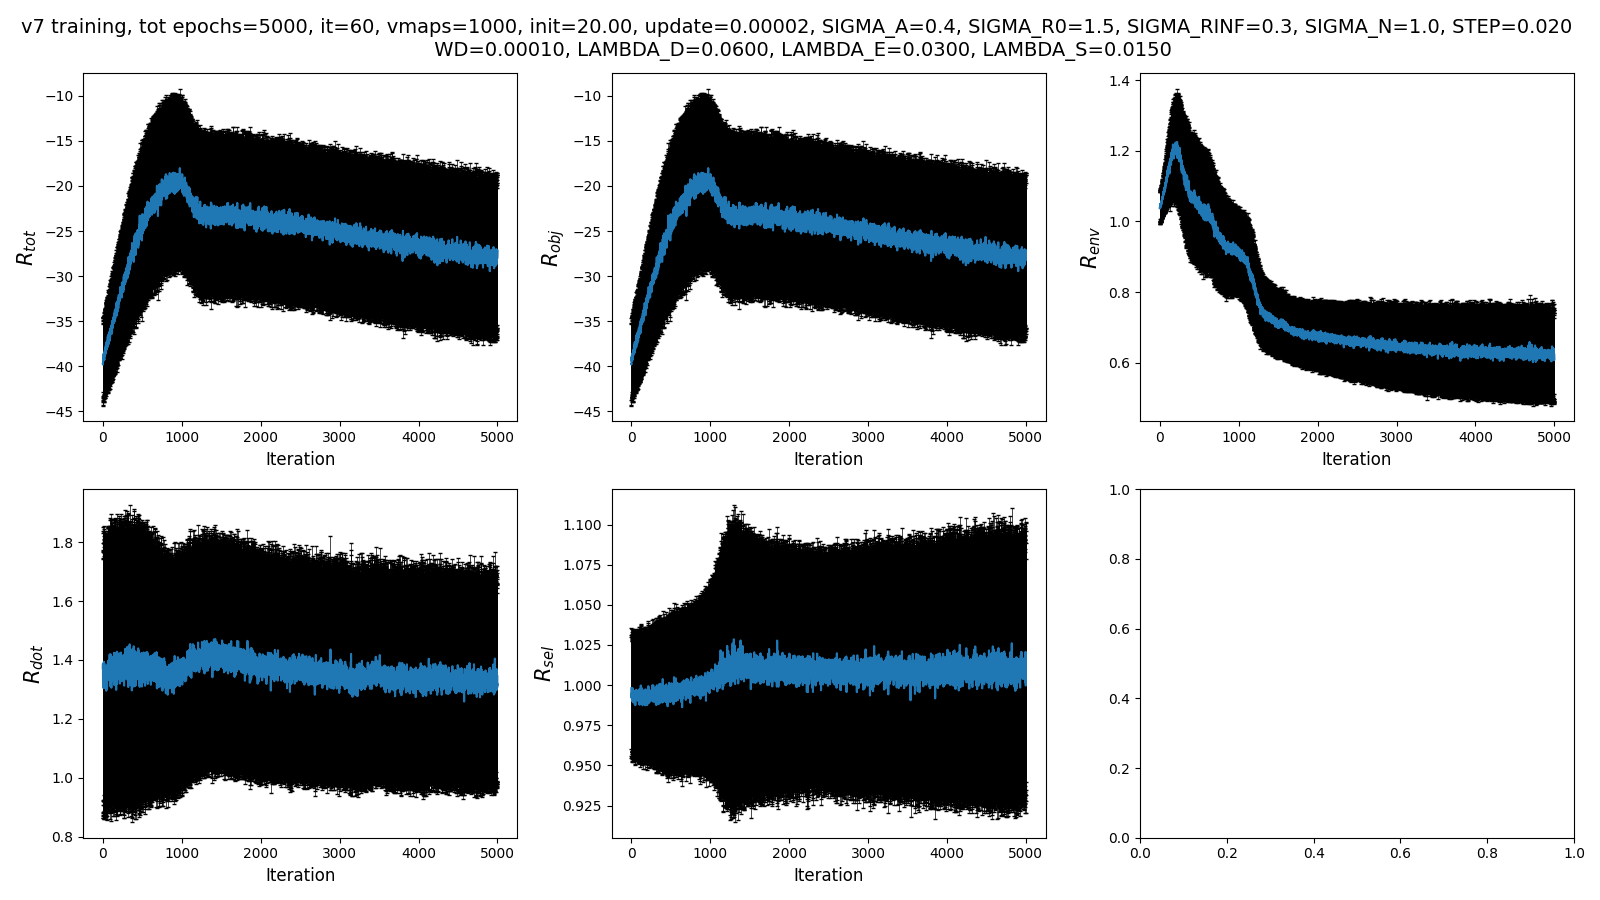 v7 training, tot epochs=5000, it=60, vmaps=1000, init=20.00, update=0.00002, SIGMA_A=0.4, SIGMA_R0=1.5, SIGMA_RINF=0.3, SIGMA_N=1.0, STEP=0.020
WD=0.00010, LAMBDA_D=0.0600, LAMBDA_E=0.0300, LAMBDA_S=0.0150
R_tot
−10
−15
−20
−25
−30
−35
−40
−45
0 1000 2000 3000 4000 5000
Iteration
R_obj
−10
−15
−20
−25
−30
−35
−40
−45
0 1000 2000 3000 4000 5000
Iteration
R_env
1.4
1.2
1.0
0.8
0.6
0 1000 2000 3000 4000 5000
Iteration
R_dot
1.8
1.6
1.4
1.2
1.0
0.8
0 1000 2000 3000 4000 5000
Iteration
R_sel
1.100
1.075
1.050
1.025
1.000
0.975
0.950
0.925
0 1000 2000 3000 4000 5000
Iteration
1.0
0.8
0.6
0.4
0.2
0.0
0.0 0.2 0.4 0.6 0.8 1.0